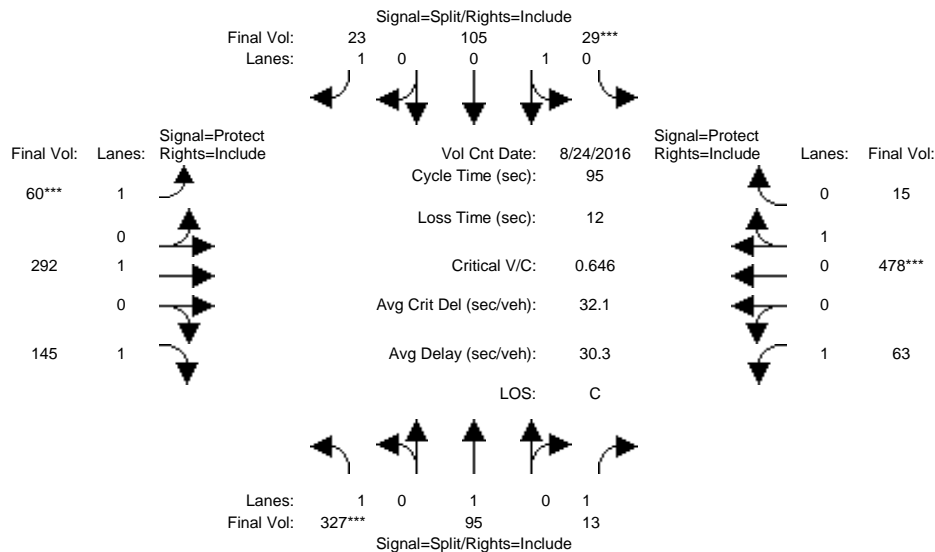 Signal=Split/Rights=Include
Final Vol: 23 105 29***
Lanes: 1 0 0 1 0
Signal=Protect Signal=Protect
Final Vol: Lanes: Rights=Include Vol Cnt Date: 8/24/2016 Rights=Include Lanes: Final Vol:
Cycle Time (sec): 95
60*** 1 0 15
Loss Time (sec): 12
0 1
292 1 Critical V/C: 0.646 0 478***
0 Avg Crit Del (sec/veh): 32.1 0
145 1 Avg Delay (sec/veh): 30.3 1 63
LOS: C
Lanes: 1 0 1 0 1
Final Vol: 327*** 95 13
Signal=Split/Rights=Include